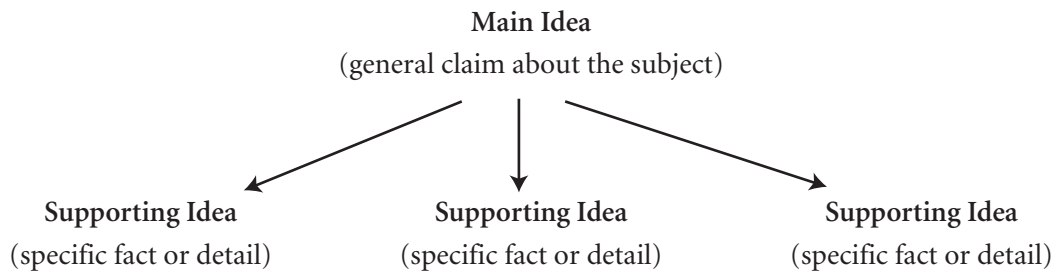 Main Idea
(general claim about the subject)
Supporting Idea
(specific fact or detail)
Supporting Idea
(specific fact or detail)
Supporting Idea
(specific fact or detail)